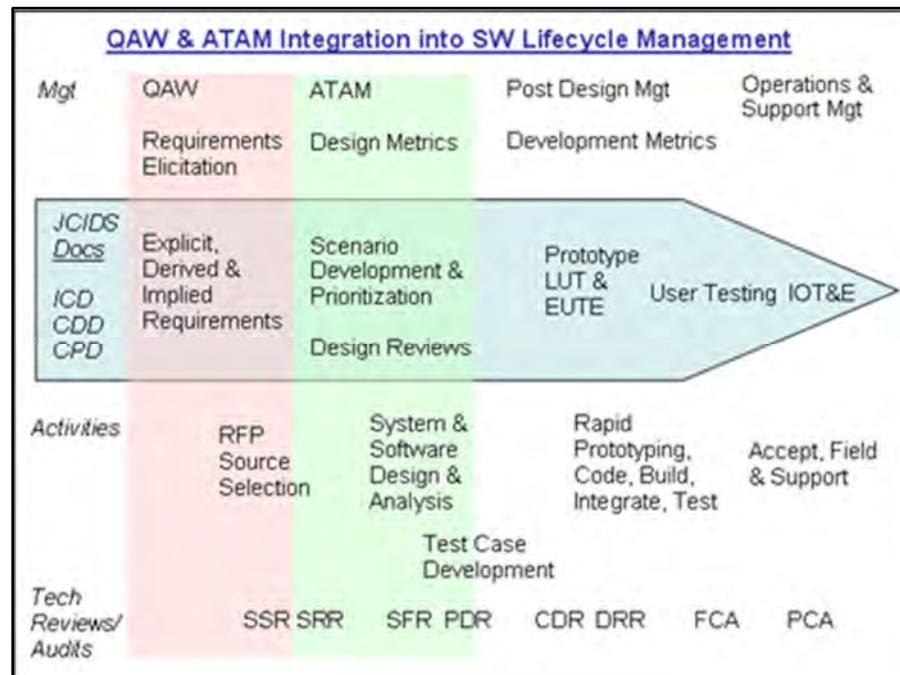 QAW & ATAM Integration into SW Lifecycle Management
Mgt
QAW
ATAM
Post Design Mgt
Operations &
Support Mgt
Requirements
Elicitation
Design Metrics
Development Metrics
JCIDS
Docs
ICD
CDD
CPD
Explicit,
Derived &
Implied
Requirements
Scenario
Development &
Prioritization
Design Reviews
Prototype
LUT &
EUTE
User Testing IOT&E
Activities
RFP
Source
Selection
System &
Software
Design &
Analysis
Rapid
Prototyping,
Code, Build,
Integrate, Test
Accept, Field
& Support
Test Case
Development
Tech
Reviews/
Audits
SSR SRR SFR PDR CDR DRR FCA PCA